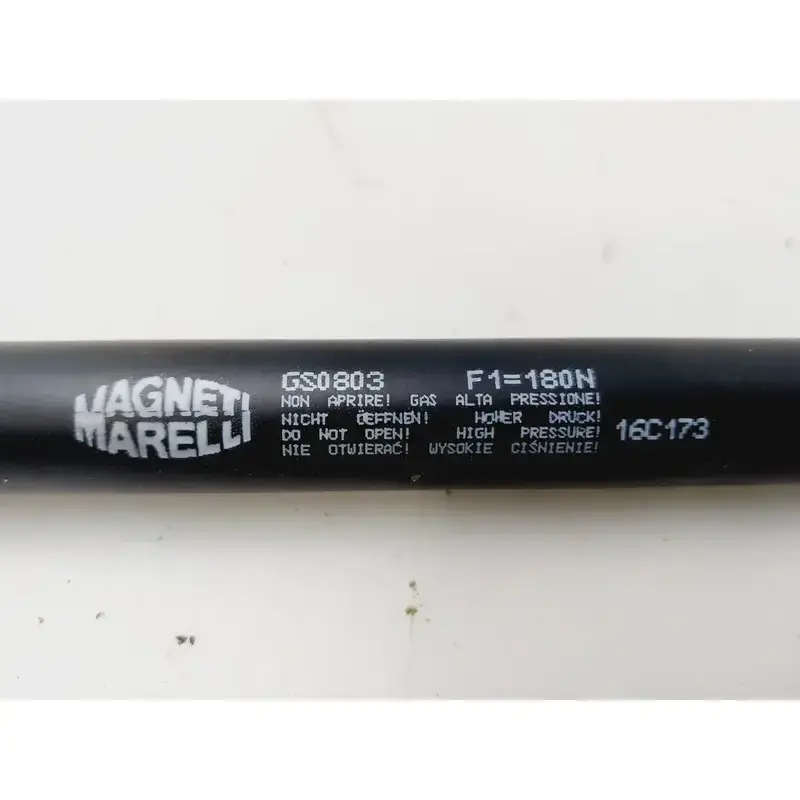 MAGNETI
MARELLI
GS0803 F1=180N
NON APRIRE! GAS ALTA PRESSIONE!
NICHT ÖEFFNEN! HOHER DRUCK!
DO NOT OPEN! HIGH PRESSURE!
NIE OTWIERAĆ! WYSOKIE CIŚNIENIE!
16C173